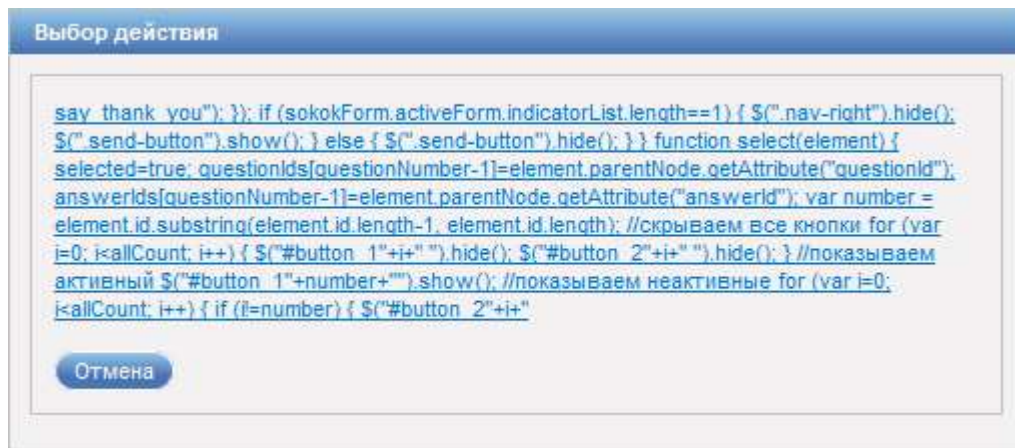 Выбор действия
say_thank_you"); }); if (sokokForm.activeForm.indicatorList.length==1) { $(".nav-right").hide();
$(".send-button").show(); } else { $(".send-button").hide(); } } function select(element) {
selected=true; questionIds[questionNumber-1]=element.parentNode.getAttribute("questionId");
answerIds[questionNumber-1]=element.parentNode.getAttribute("answerId"); var number =
element.id.substring(element.id.length-1, element.id.length); //скрываем все кнопки for (var
i=0; i<allCount; i++) { $("#button_1"+i+" ").hide(); $("#button_2"+i+" ").hide(); } //показываем
активный $("#button_1"+number+"").show(); //показываем неактивные for (var i=0;
i<allCount; i++) { if (i!=number) { $("#button_2"+i+"
Отмена